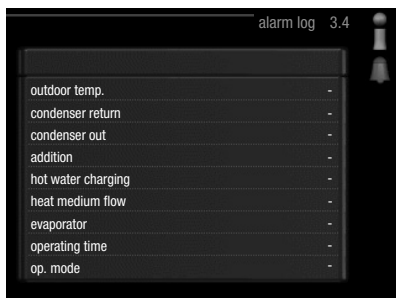 alarm log 3.4
outdoor temp. -
condenser return -
condenser out -
addition -
hot water charging -
heat medium flow -
evaporator -
operating time -
op. mode -